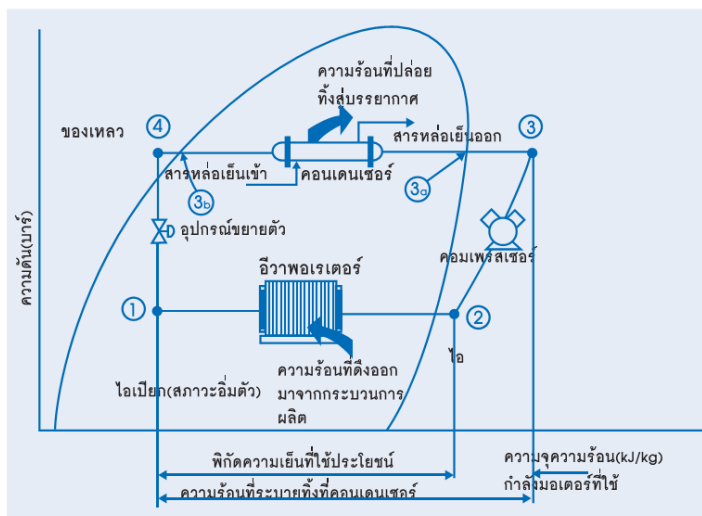 ความร้อนที่ปล่อย
ทิ้งสู่บรรยากาศ
ของเหลว
4
สารหล่อเย็นออก
3
สารหล่อเย็นเข้า
คอนเดนเซอร์
3a
3b
อุปกรณ์ขยายตัว
คอมเพรสเซอร์
ความดัน(บาร์)
อีวาพอเรเตอร์
1
2
ไอ
ความร้อนที่ดึงออก
มาจากกระบวนการ
ผลิต
ไอเปียก(สภาวะอิ่มตัว)
พิกัดความเย็นที่ใช้ประโยชน์
ความจุความร้อน(kJ/kg)
กำลังมอเตอร์ที่ใช้
ความร้อนที่ระบายทิ้งที่คอนเดนเซอร์